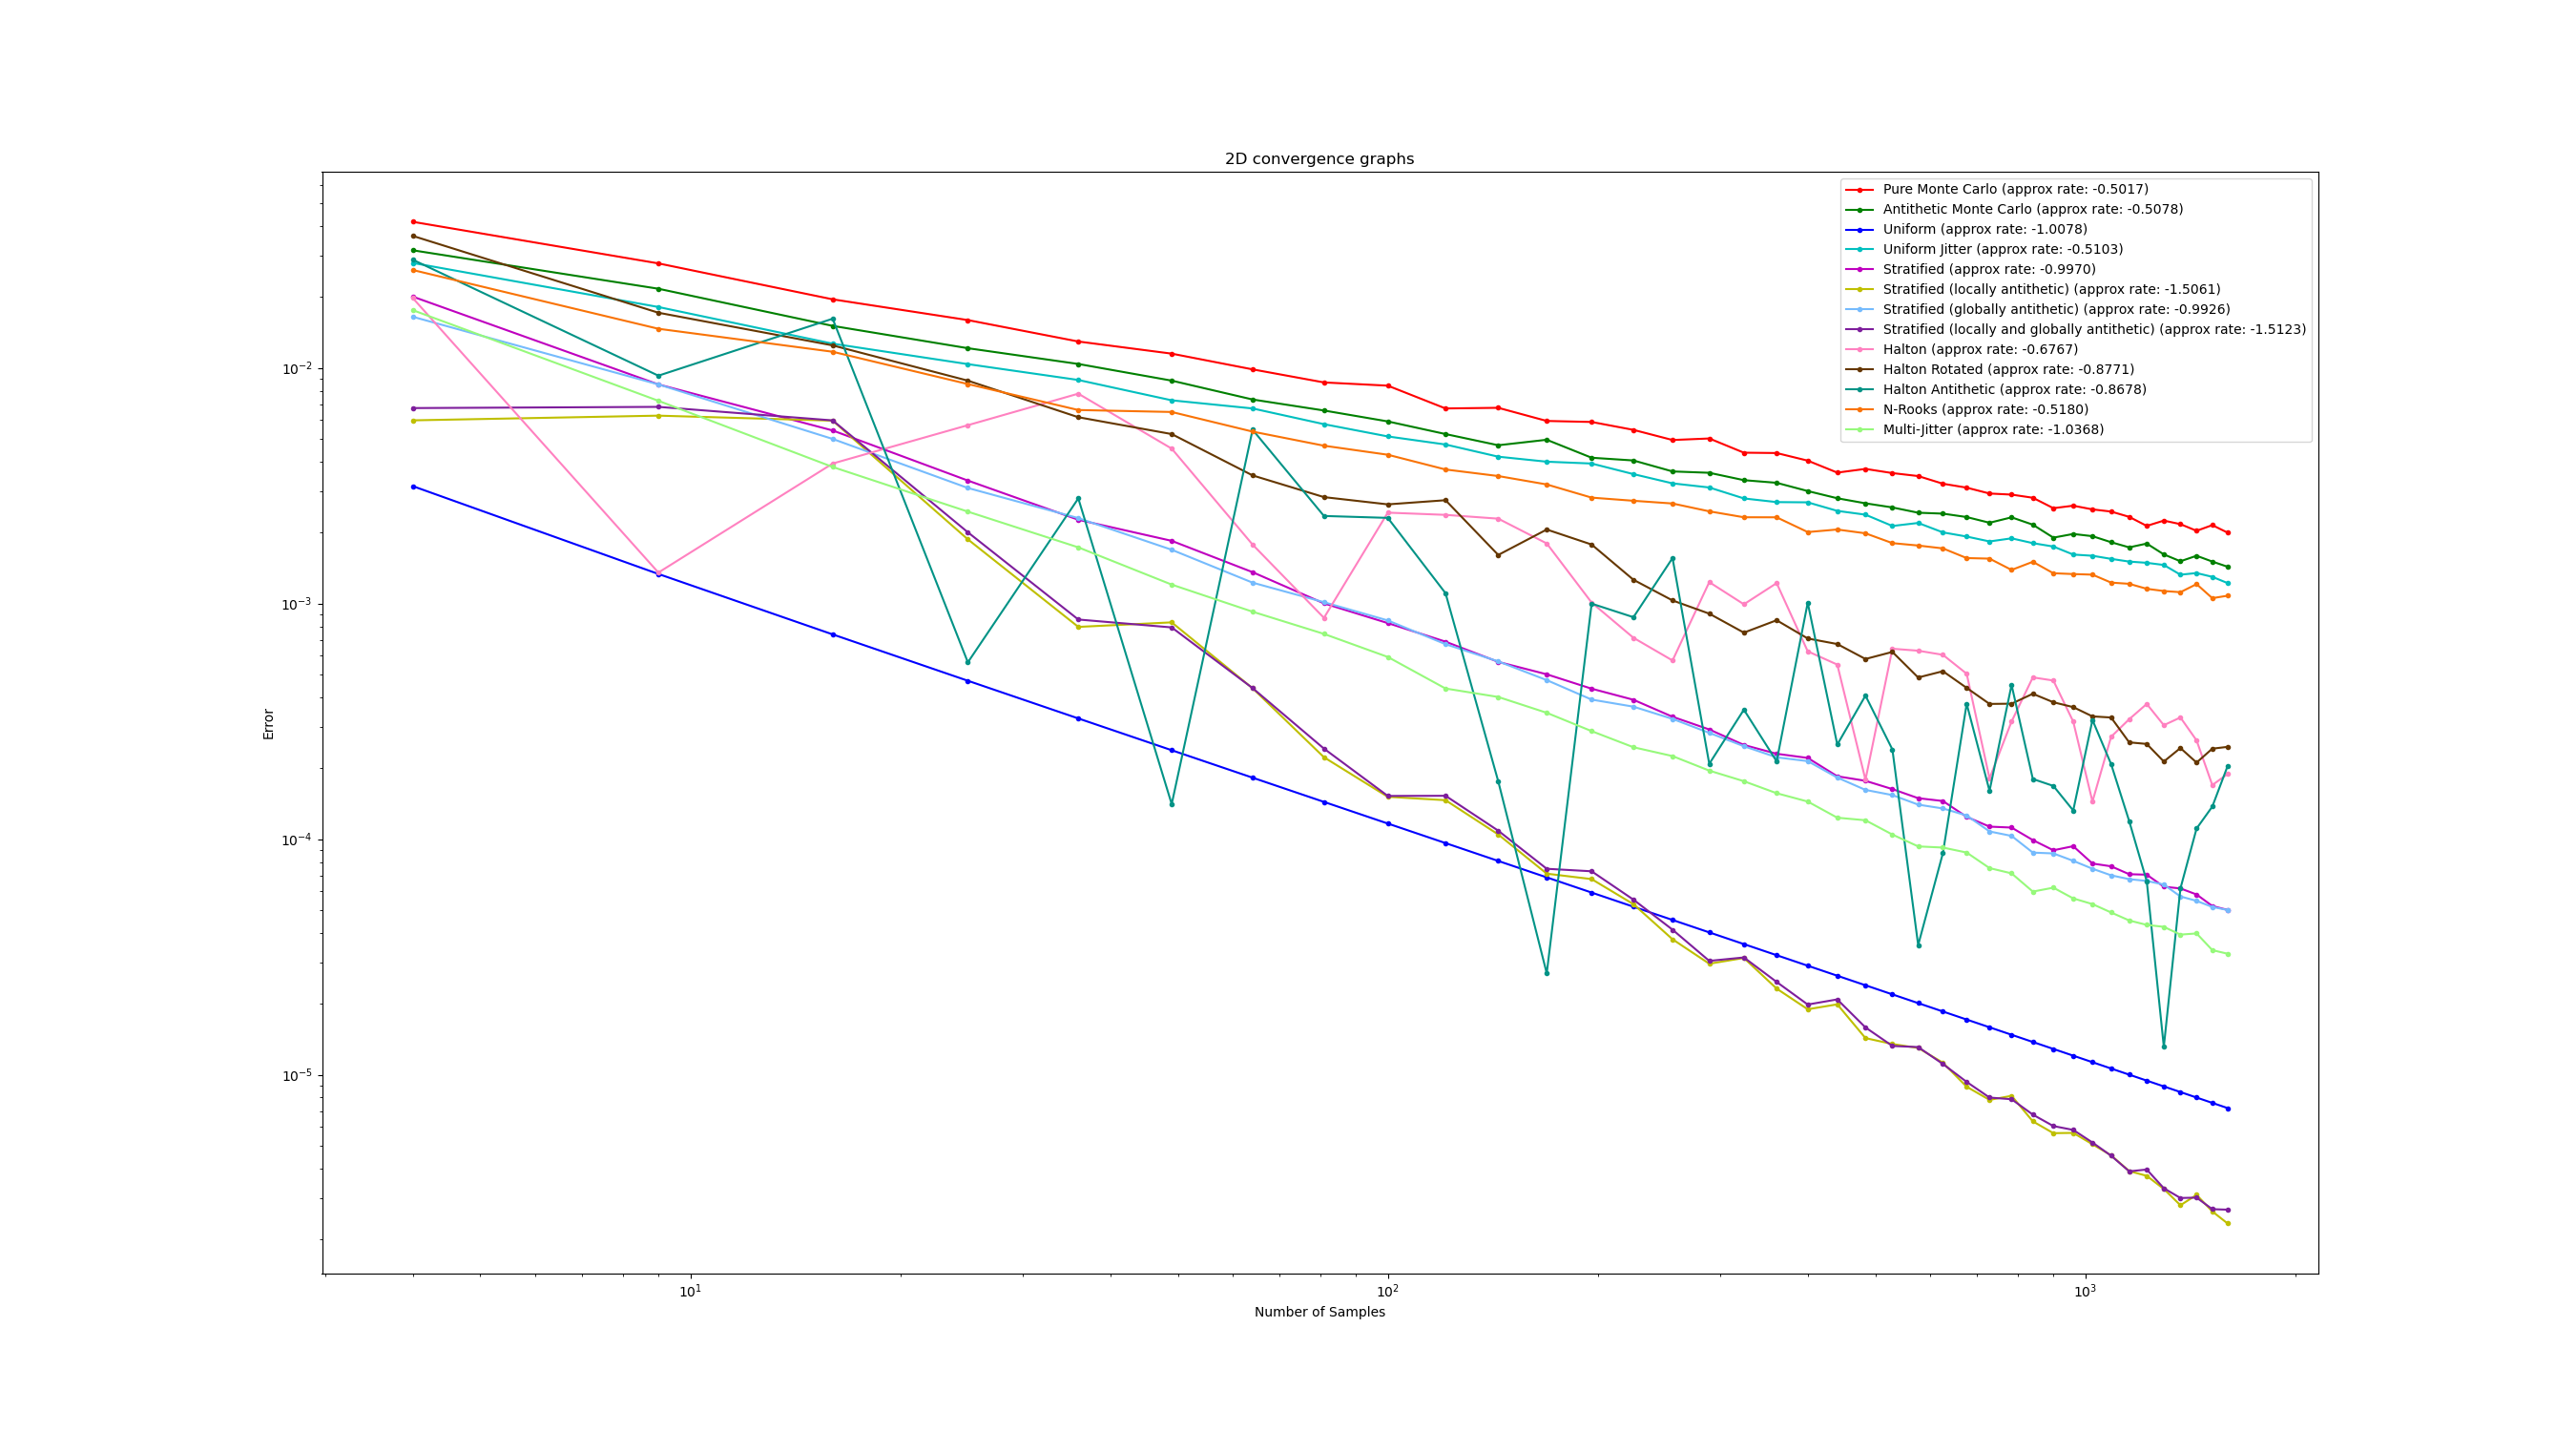 2D convergence graphs
Pure Monte Carlo (approx rate: -0.5017)
Antithetic Monte Carlo (approx rate: -0.5078)
Uniform (approx rate: -1.0078)
Uniform Jitter (approx rate: -0.5103)
Stratified (approx rate: -0.9970)
Stratified (locally antithetic) (approx rate: -1.5061)
Stratified (globally antithetic) (approx rate: -0.9926)
Stratified (locally and globally antithetic) (approx rate: -1.5123)
Halton (approx rate: -0.6767)
Halton Rotated (approx rate: -0.8771)
Halton Antithetic (approx rate: -0.8678)
N-Rooks (approx rate: -0.5180)
Multi-Jitter (approx rate: -1.0368)
Error
10⁻²
10⁻³
10⁻⁴
10⁻⁵
10¹ 10² 10³
Number of Samples